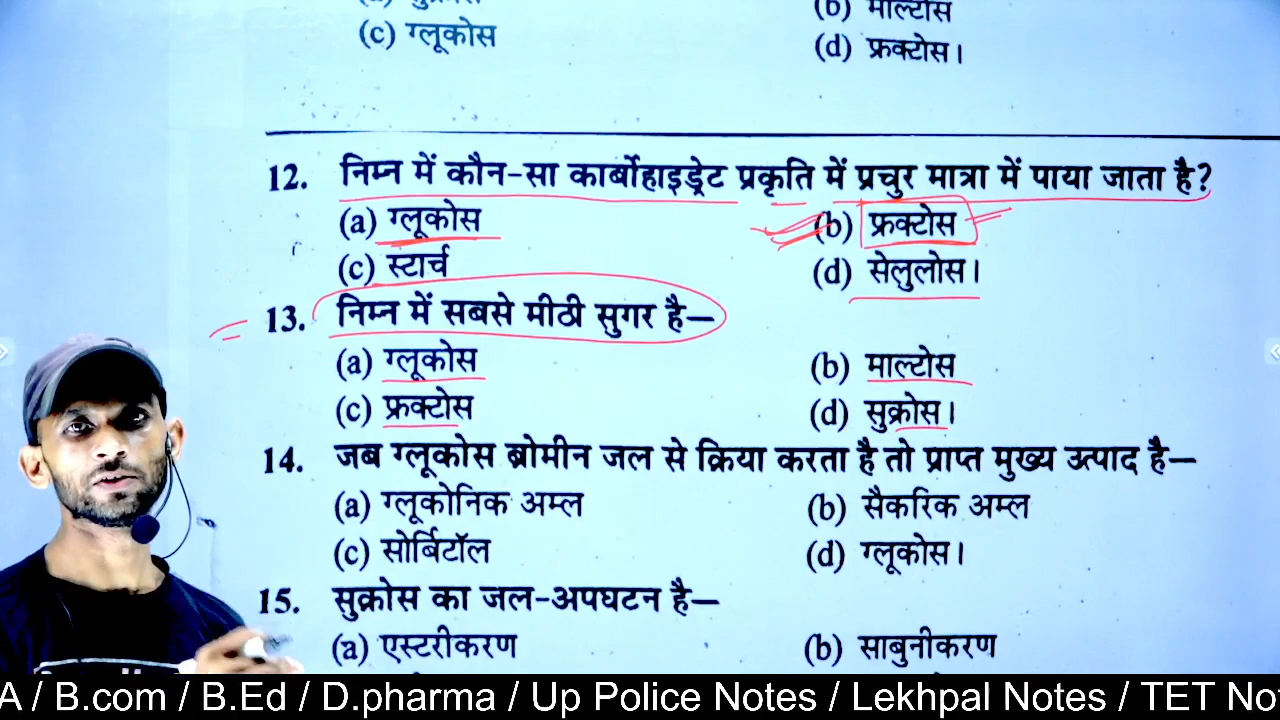 (b) माल्टोस
(c) ग्लूकोस
(d) फ्रक्टोस।
12. निम्न में कौन-सा कार्बोहाइड्रेट प्रकृति में प्रचुर मात्रा में पाया जाता है?
(a) ग्लूकोस (b) फ्रक्टोस
(c) स्टार्च (d) सेलुलोस।
13. निम्न में सबसे मीठी सुगर है—
(a) ग्लूकोस (b) माल्टोस
(c) फ्रक्टोस (d) सुक्रोस।
14. जब ग्लूकोस ब्रोमीन जल से क्रिया करता है तो प्राप्त मुख्य उत्पाद है—
(a) ग्लूकोनिक अम्ल (b) सैकरिक अम्ल
(c) सोर्बिटॉल (d) ग्लूकोस।
15. सुक्रोस का जल-अपघटन है—
(a) एस्टरीकरण (b) साबुनीकरण
A / B.com / B.Ed / D.pharma / Up Police Notes / Lekhpal Notes / TET No